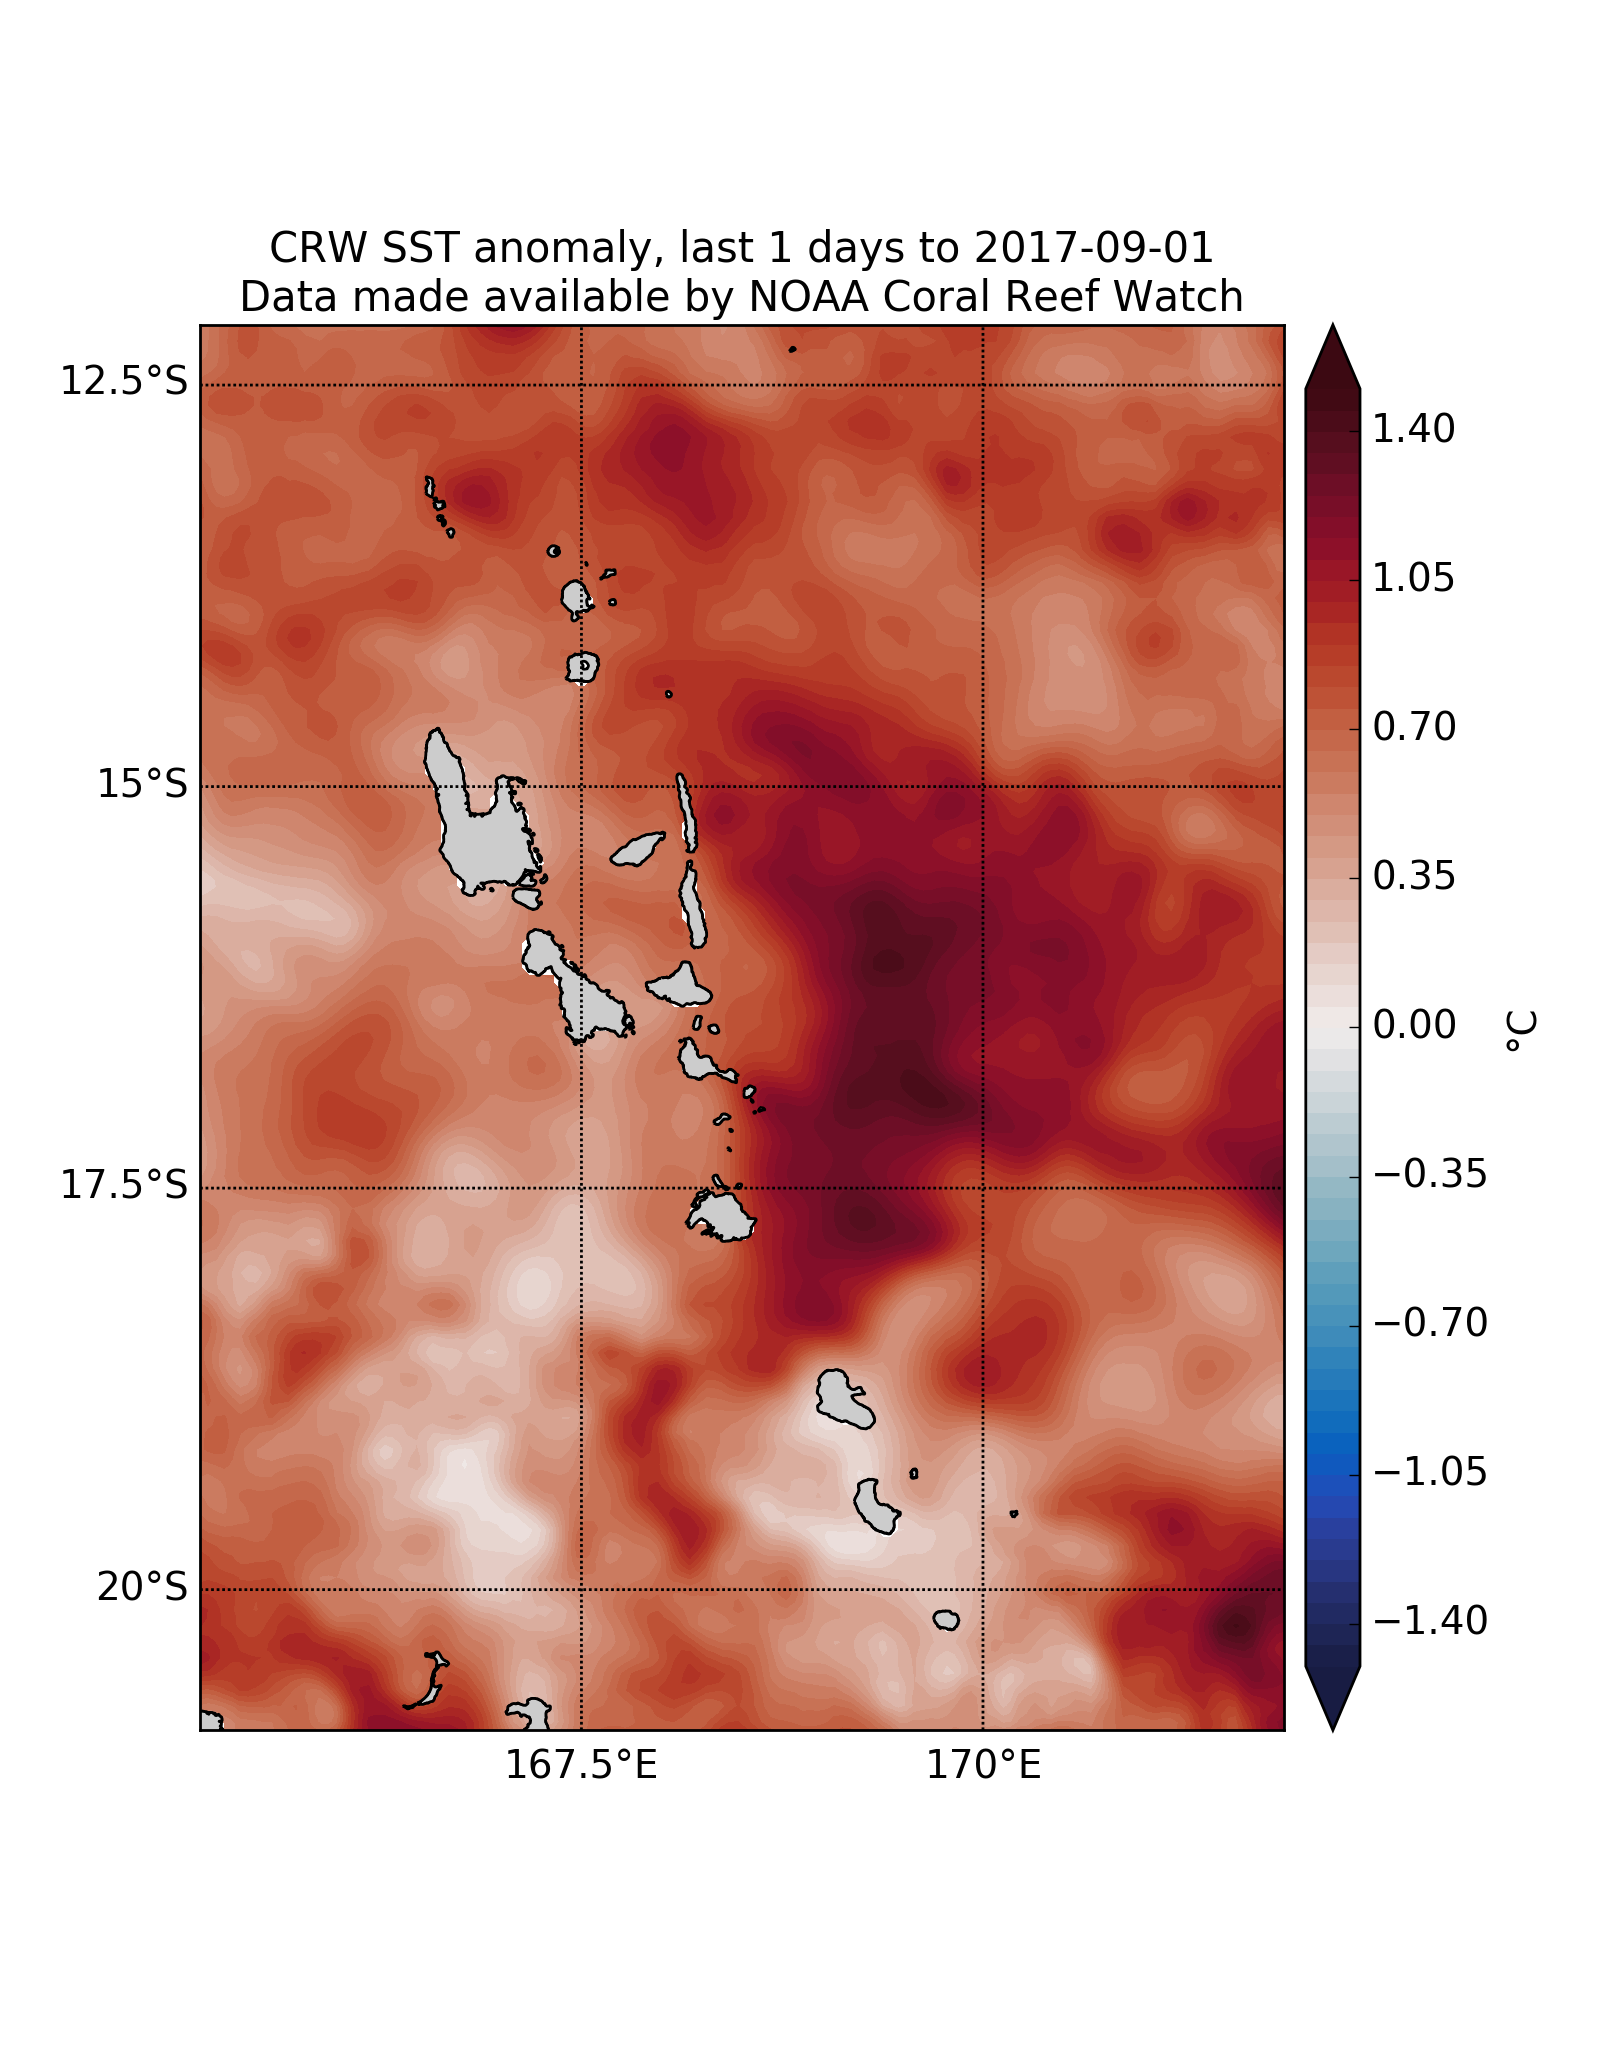 CRW SST anomaly, last 1 days to 2017-09-01
Data made available by NOAA Coral Reef Watch
12.5°S
15°S
17.5°S
20°S
167.5°E
170°E
1.40
1.05
0.70
0.35
0.00
−0.35
−0.70
−1.05
−1.40
°C